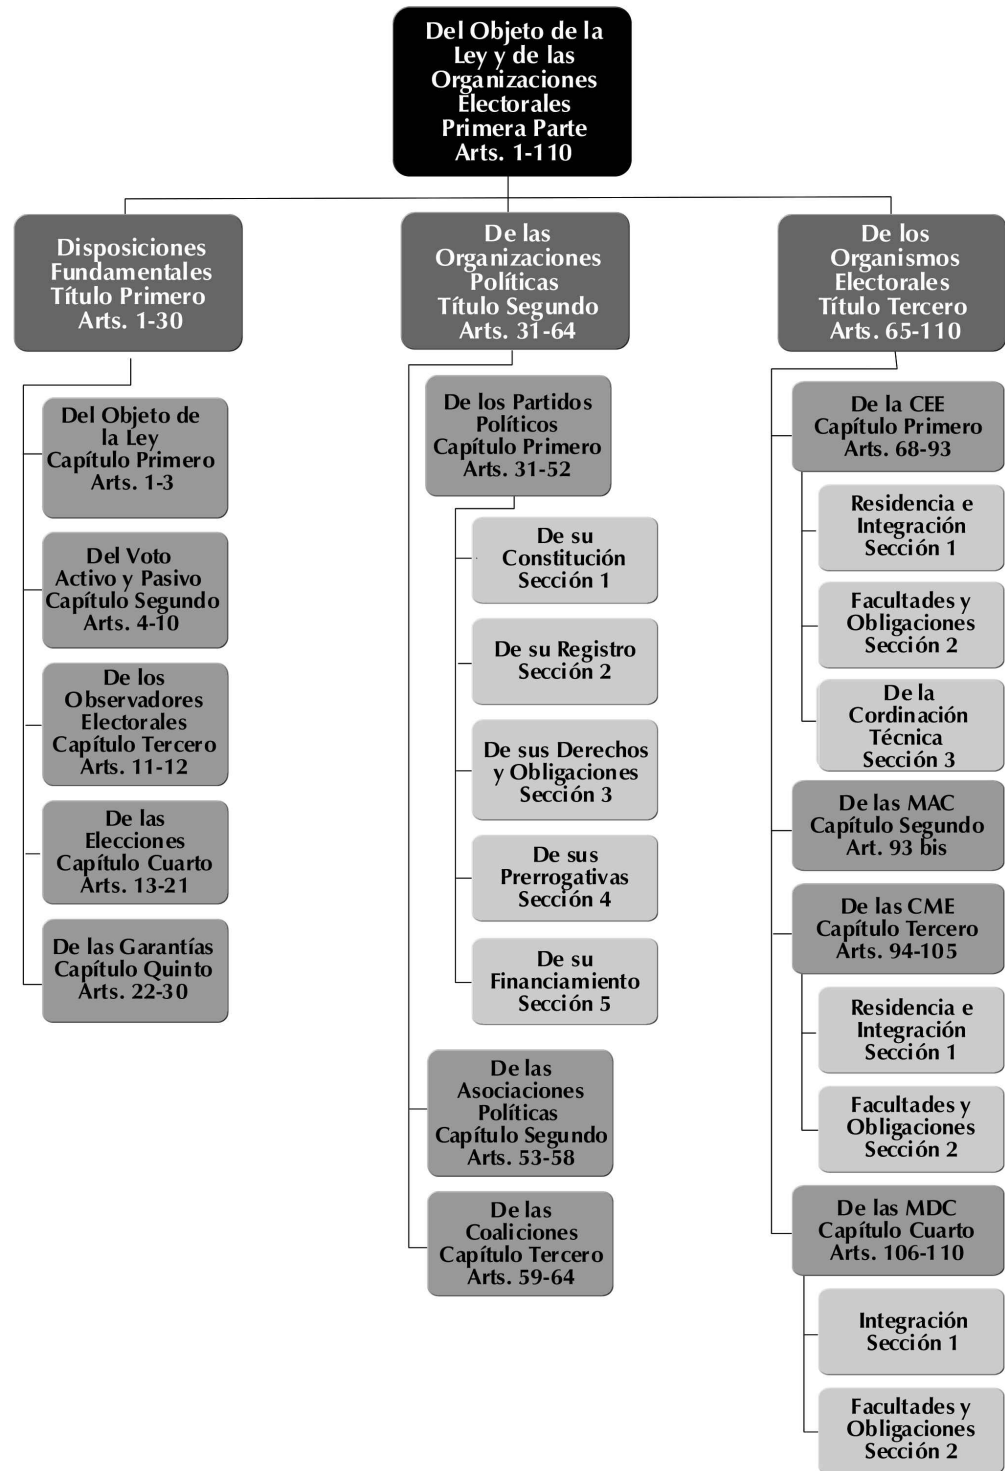 Del Objeto de la
Ley y de las
Organizaciones
Electorales
Primera Parte
Arts. 1-110
Disposiciones
Fundamentales
Título Primero
Arts. 1-30
Del Objeto de
la Ley
Capítulo Primero
Arts. 1-3
Del Voto
Activo y Pasivo
Capítulo Segundo
Arts. 4-10
De los
Observadores
Electorales
Capítulo Tercero
Arts. 11-12
De las
Elecciones
Capítulo Cuarto
Arts. 13-21
De las Garantías
Capítulo Quinto
Arts. 22-30
De las
Organizaciones
Políticas
Título Segundo
Arts. 31-64
De los Partidos
Políticos
Capítulo Primero
Arts. 31-52
De su
Constitución
Sección 1
De su Registro
Sección 2
De sus Derechos
y Obligaciones
Sección 3
De sus
Prerrogativas
Sección 4
De su
Financiamiento
Sección 5
De las
Asociaciones
Políticas
Capítulo Segundo
Arts. 53-58
De las
Coaliciones
Capítulo Tercero
Arts. 59-64
De los
Organismos
Electorales
Título Tercero
Arts. 65-110
De la CEE
Capítulo Primero
Arts. 68-93
Residencia e
Integración
Sección 1
Facultades y
Obligaciones
Sección 2
De la
Cordinación
Técnica
Sección 3
De las MAC
Capítulo Segundo
Art. 93 bis
De las CME
Capítulo Tercero
Arts. 94-105
Residencia e
Integración
Sección 1
Facultades y
Obligaciones
Sección 2
De las MDC
Capítulo Cuarto
Arts. 106-110
Integración
Sección 1
Facultades y
Obligaciones
Sección 2